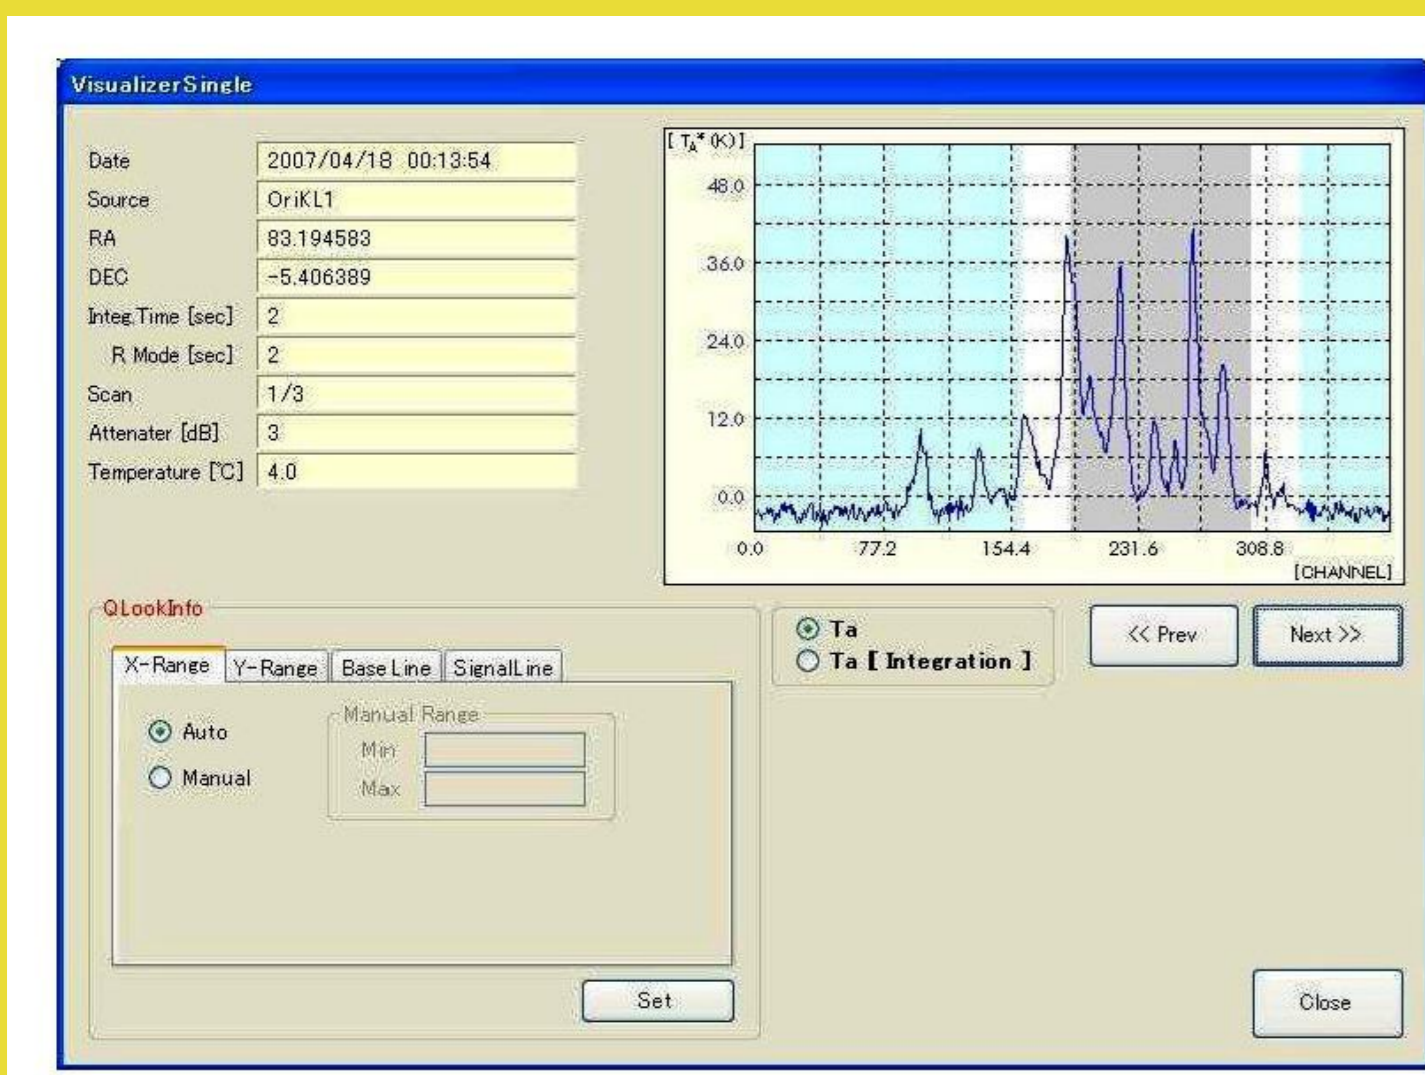 VisualizerSingle
Date 2007/04/18 00:13:54
Source OriKL1
RA 83.194583
DEC -5.406389
Integ.Time [sec] 2
R Mode [sec] 2
Scan 1/3
Attenater [dB] 3
Temperature [℃] 4.0
[ TA* (K) ]
48.0
36.0
24.0
12.0
0.0
0.0 77.2 154.4 231.6 308.8
[CHANNEL]
QLookInfo
X-Range Y-Range Base Line SignalLine
Auto
Manual
Manual Range
Min
Max
Set
Ta
Ta [ Integration ]
<< Prev
Next >>
Close